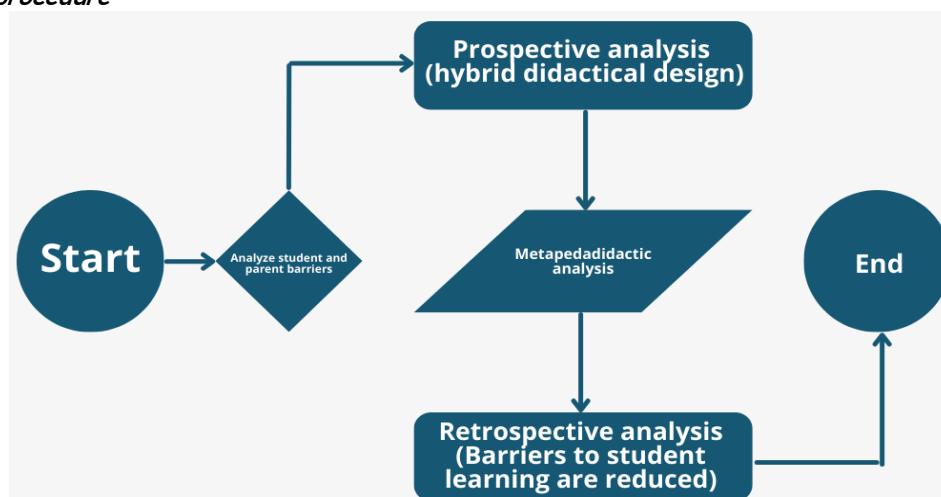 procedure
Prospective analysis
(hybrid didactical design)
Start
Analyze student and
parent barriers
Metapedadidactic
analysis
End
Retrospective analysis
(Barriers to student
learning are reduced)